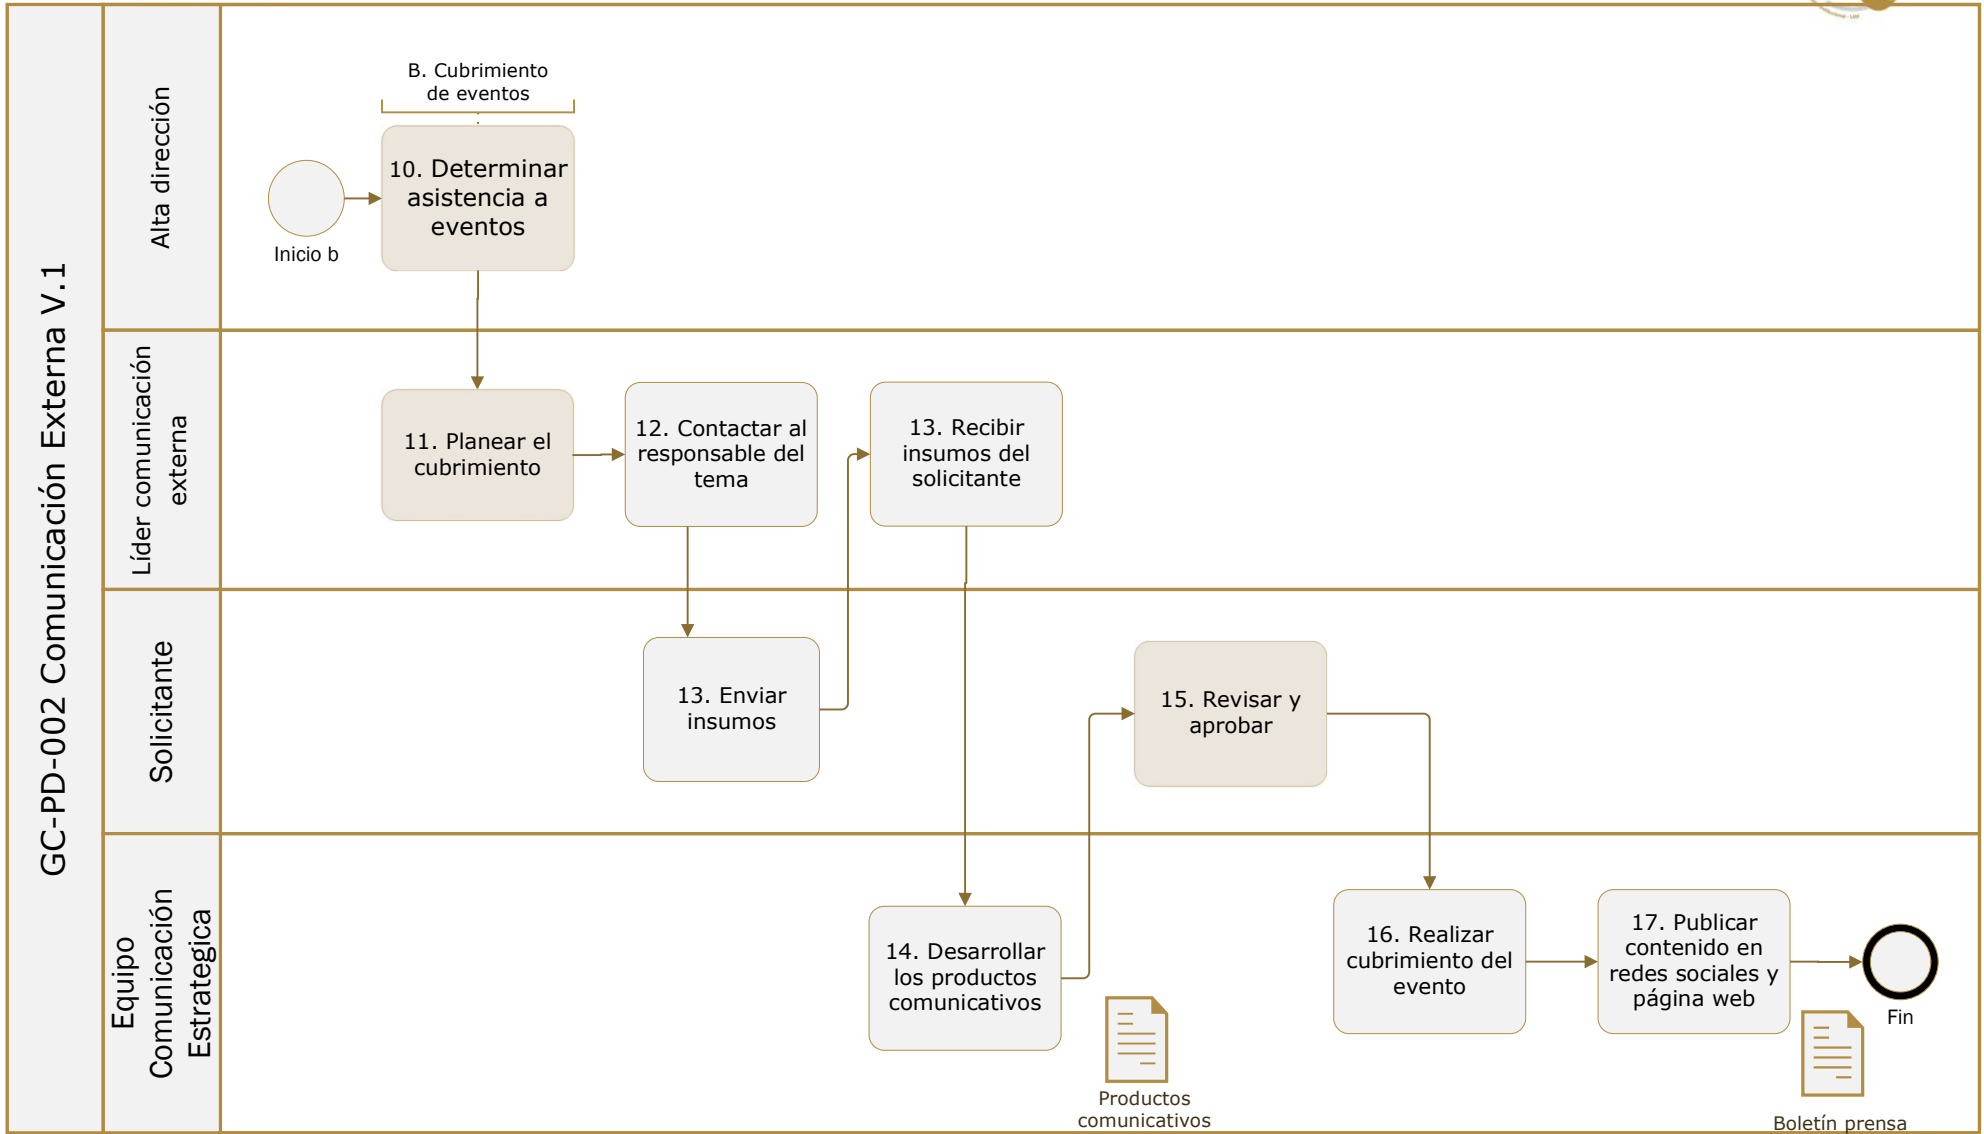 GC-PD-002 Comunicación Externa V.1
Alta dirección
B. Cubrimiento
de eventos
10. Determinar
asistencia a
eventos
Inicio b
Líder comunicación
externa
11. Planear el
cubrimiento
12. Contactar al
responsable del
tema
13. Recibir
insumos del
solicitante
Solicitante
13. Enviar
insumos
15. Revisar y
aprobar
Equipo
Comunicación
Estrategica
14. Desarrollar
los productos
comunicativos
Productos
comunicativos
16. Realizar
cubrimiento del
evento
17. Publicar
contenido en
redes sociales y
página web
Fin
Boletín prensa